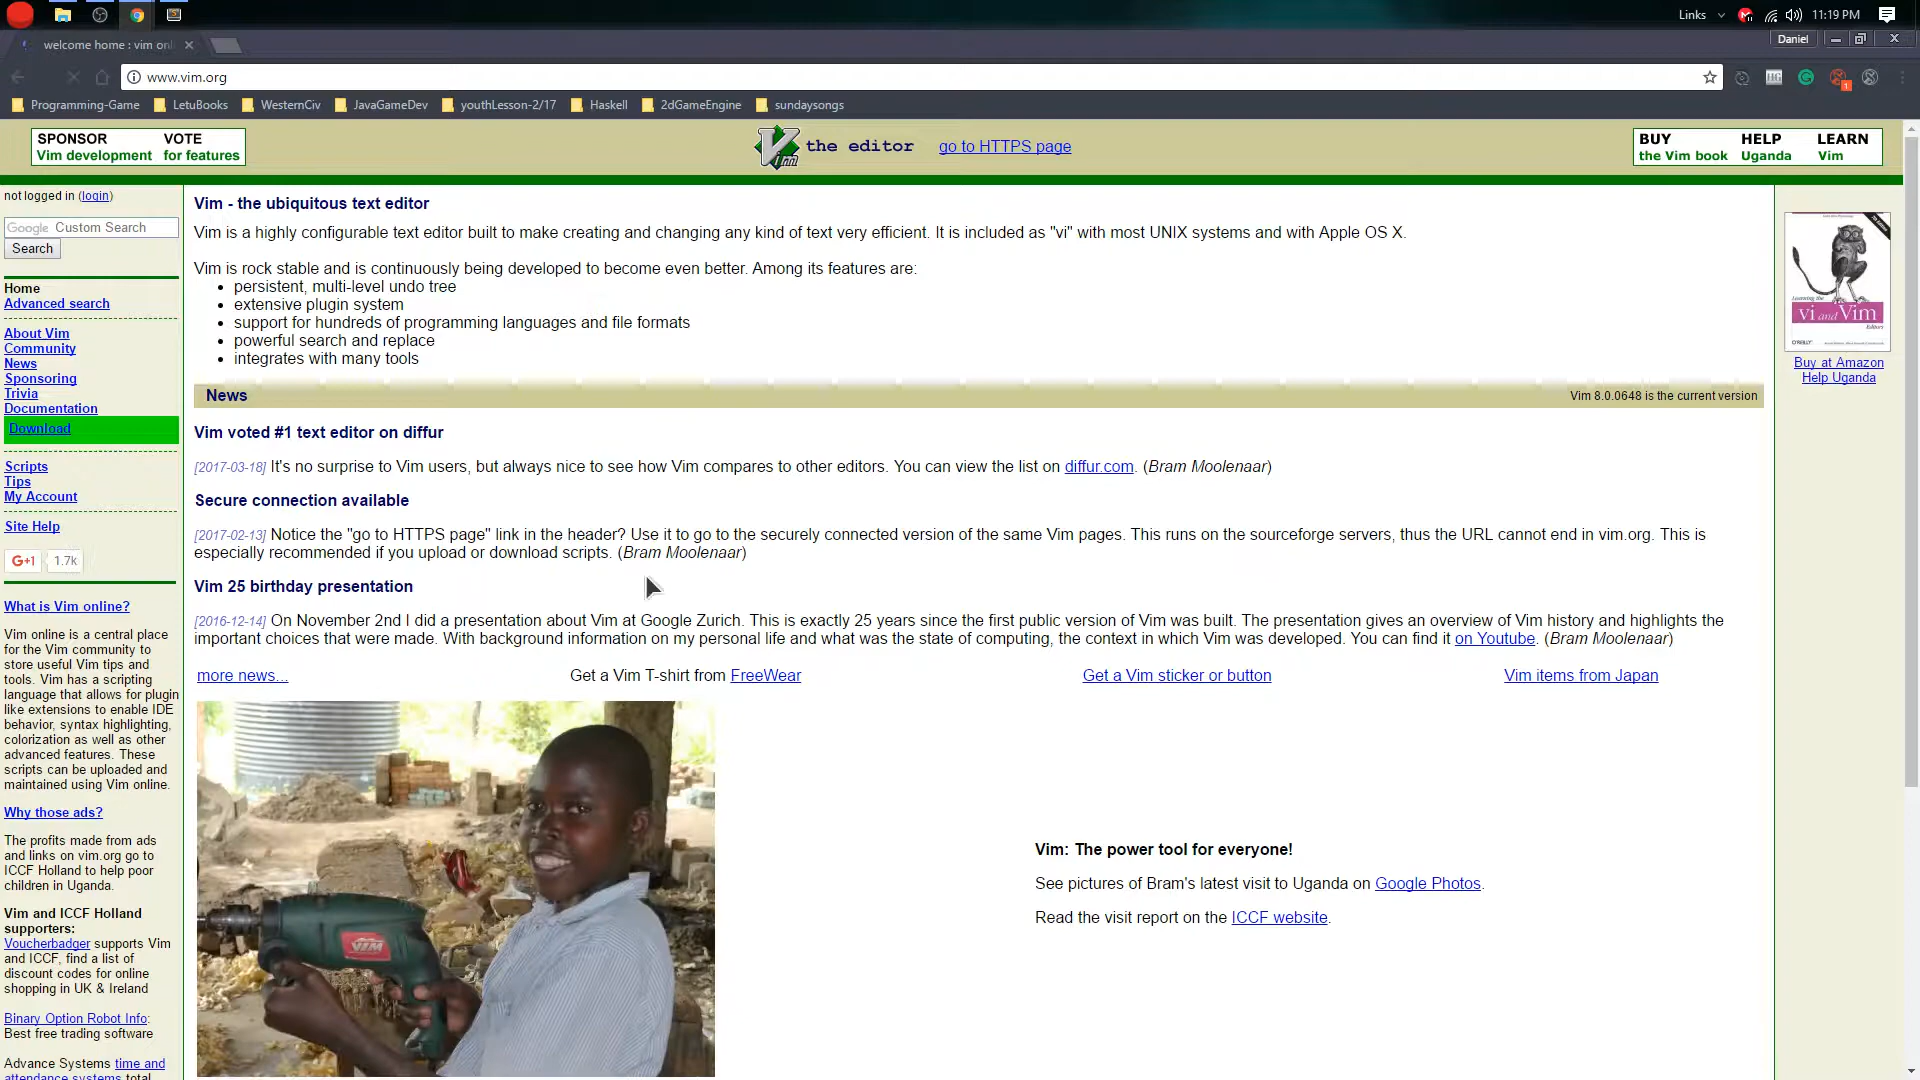 Links
11:19 PM
welcome home : vim onl
Daniel
www.vim.org
Programming-Game
LetuBooks
WesternCiv
JavaGameDev
youthLesson-2/17
Haskell
2dGameEngine
sundaysongs
SPONSOR
Vim development
VOTE
for features
Vim
the editor
go to HTTPS page
BUY
the Vim book
HELP
Uganda
LEARN
Vim
not logged in (login)
Google Custom Search
Search
Home
Advanced search
About Vim
Community
News
Sponsoring
Trivia
Documentation
Download
Scripts
Tips
My Account
Site Help
G+1 1.7k
What is Vim online?
Vim online is a central place
for the Vim community to
store useful Vim tips and
tools. Vim has a scripting
language that allows for plugin
like extensions to enable IDE
behavior, syntax highlighting,
colorization as well as other
advanced features. These
scripts can be uploaded and
maintained using Vim online.
Why those ads?
The profits made from ads
and links on vim.org go to
ICCF Holland to help poor
children in Uganda.
Vim and ICCF Holland
supporters:
Voucherbadger supports Vim
and ICCF, find a list of
discount codes for online
shopping in UK & Ireland
Binary Option Robot Info:
Best free trading software
Advance Systems time and
attendance systems total
Vim - the ubiquitous text editor
Vim is a highly configurable text editor built to make creating and changing any kind of text very efficient. It is included as "vi" with most UNIX systems and with Apple OS X.
Vim is rock stable and is continuously being developed to become even better. Among its features are:
• persistent, multi-level undo tree
• extensive plugin system
• support for hundreds of programming languages and file formats
• powerful search and replace
• integrates with many tools
News
Vim 8.0.0648 is the current version
Vim voted #1 text editor on diffur
[2017-03-18] It's no surprise to Vim users, but always nice to see how Vim compares to other editors. You can view the list on diffur.com. (Bram Moolenaar)
Secure connection available
[2017-02-13] Notice the "go to HTTPS page" link in the header? Use it to go to the securely connected version of the same Vim pages. This runs on the sourceforge servers, thus the URL cannot end in vim.org. This is
especially recommended if you upload or download scripts. (Bram Moolenaar)
Vim 25 birthday presentation
[2016-12-14] On November 2nd I did a presentation about Vim at Google Zurich. This is exactly 25 years since the first public version of Vim was built. The presentation gives an overview of Vim history and highlights the
important choices that were made. With background information on my personal life and what was the state of computing, the context in which Vim was developed. You can find it on Youtube. (Bram Moolenaar)
more news...
Get a Vim T-shirt from FreeWear
Get a Vim sticker or button
Vim items from Japan
VIM
Vim: The power tool for everyone!
See pictures of Bram's latest visit to Uganda on Google Photos.
Read the visit report on the ICCF website.
Learning the
vi and Vim
Editors
O'REILLY
Buy at Amazon
Help Uganda